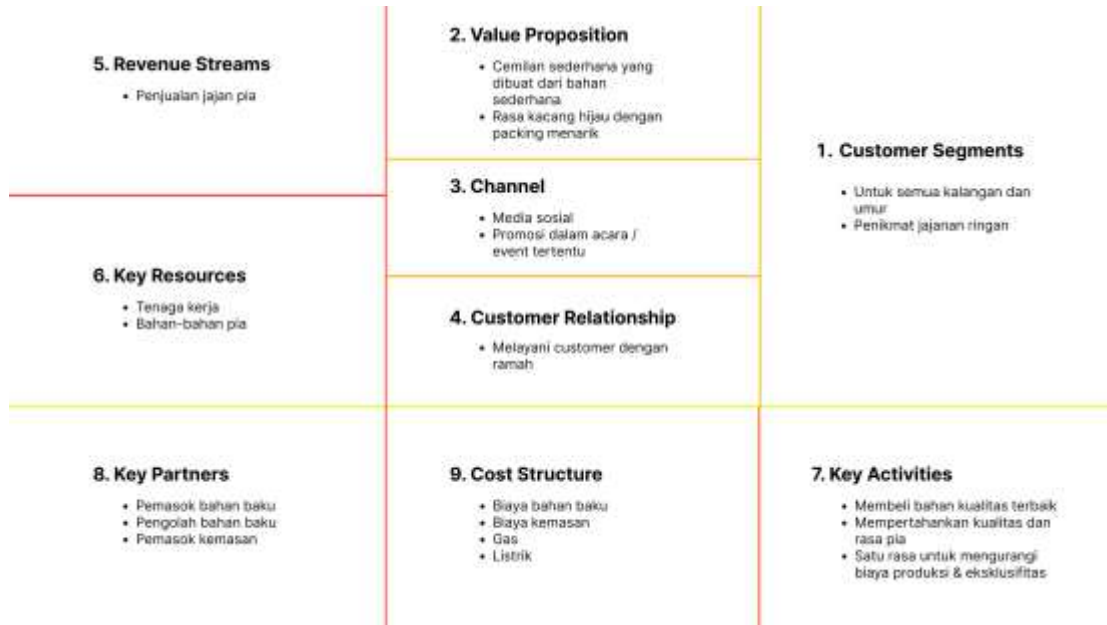 5. Revenue Streams
• Penjualan jajan pia
6. Key Resources
• Tenaga kerja
• Bahan-bahan pia
2. Value Proposition
• Cemilan sederhana yang
dibuat dari bahan
sederhana
• Rasa kacang hijau dengan
packing menarik
3. Channel
• Media sosial
• Promosi dalam acara /
event tertentu
4. Customer Relationship
• Melayani customer dengan
ramah
1. Customer Segments
• Untuk semua kalangan dan
umur
• Penikmat jajanan ringan
8. Key Partners
• Pemasok bahan baku
• Pengolah bahan baku
• Pemasok kemasan
9. Cost Structure
• Biaya bahan baku
• Biaya kemasan
• Gas
• Listrik
7. Key Activities
• Membeli bahan kualitas terbaik
• Mempertahankan kualitas dan
rasa pia
• Satu rasa untuk mengurangi
biaya produksi & eksklusifitas